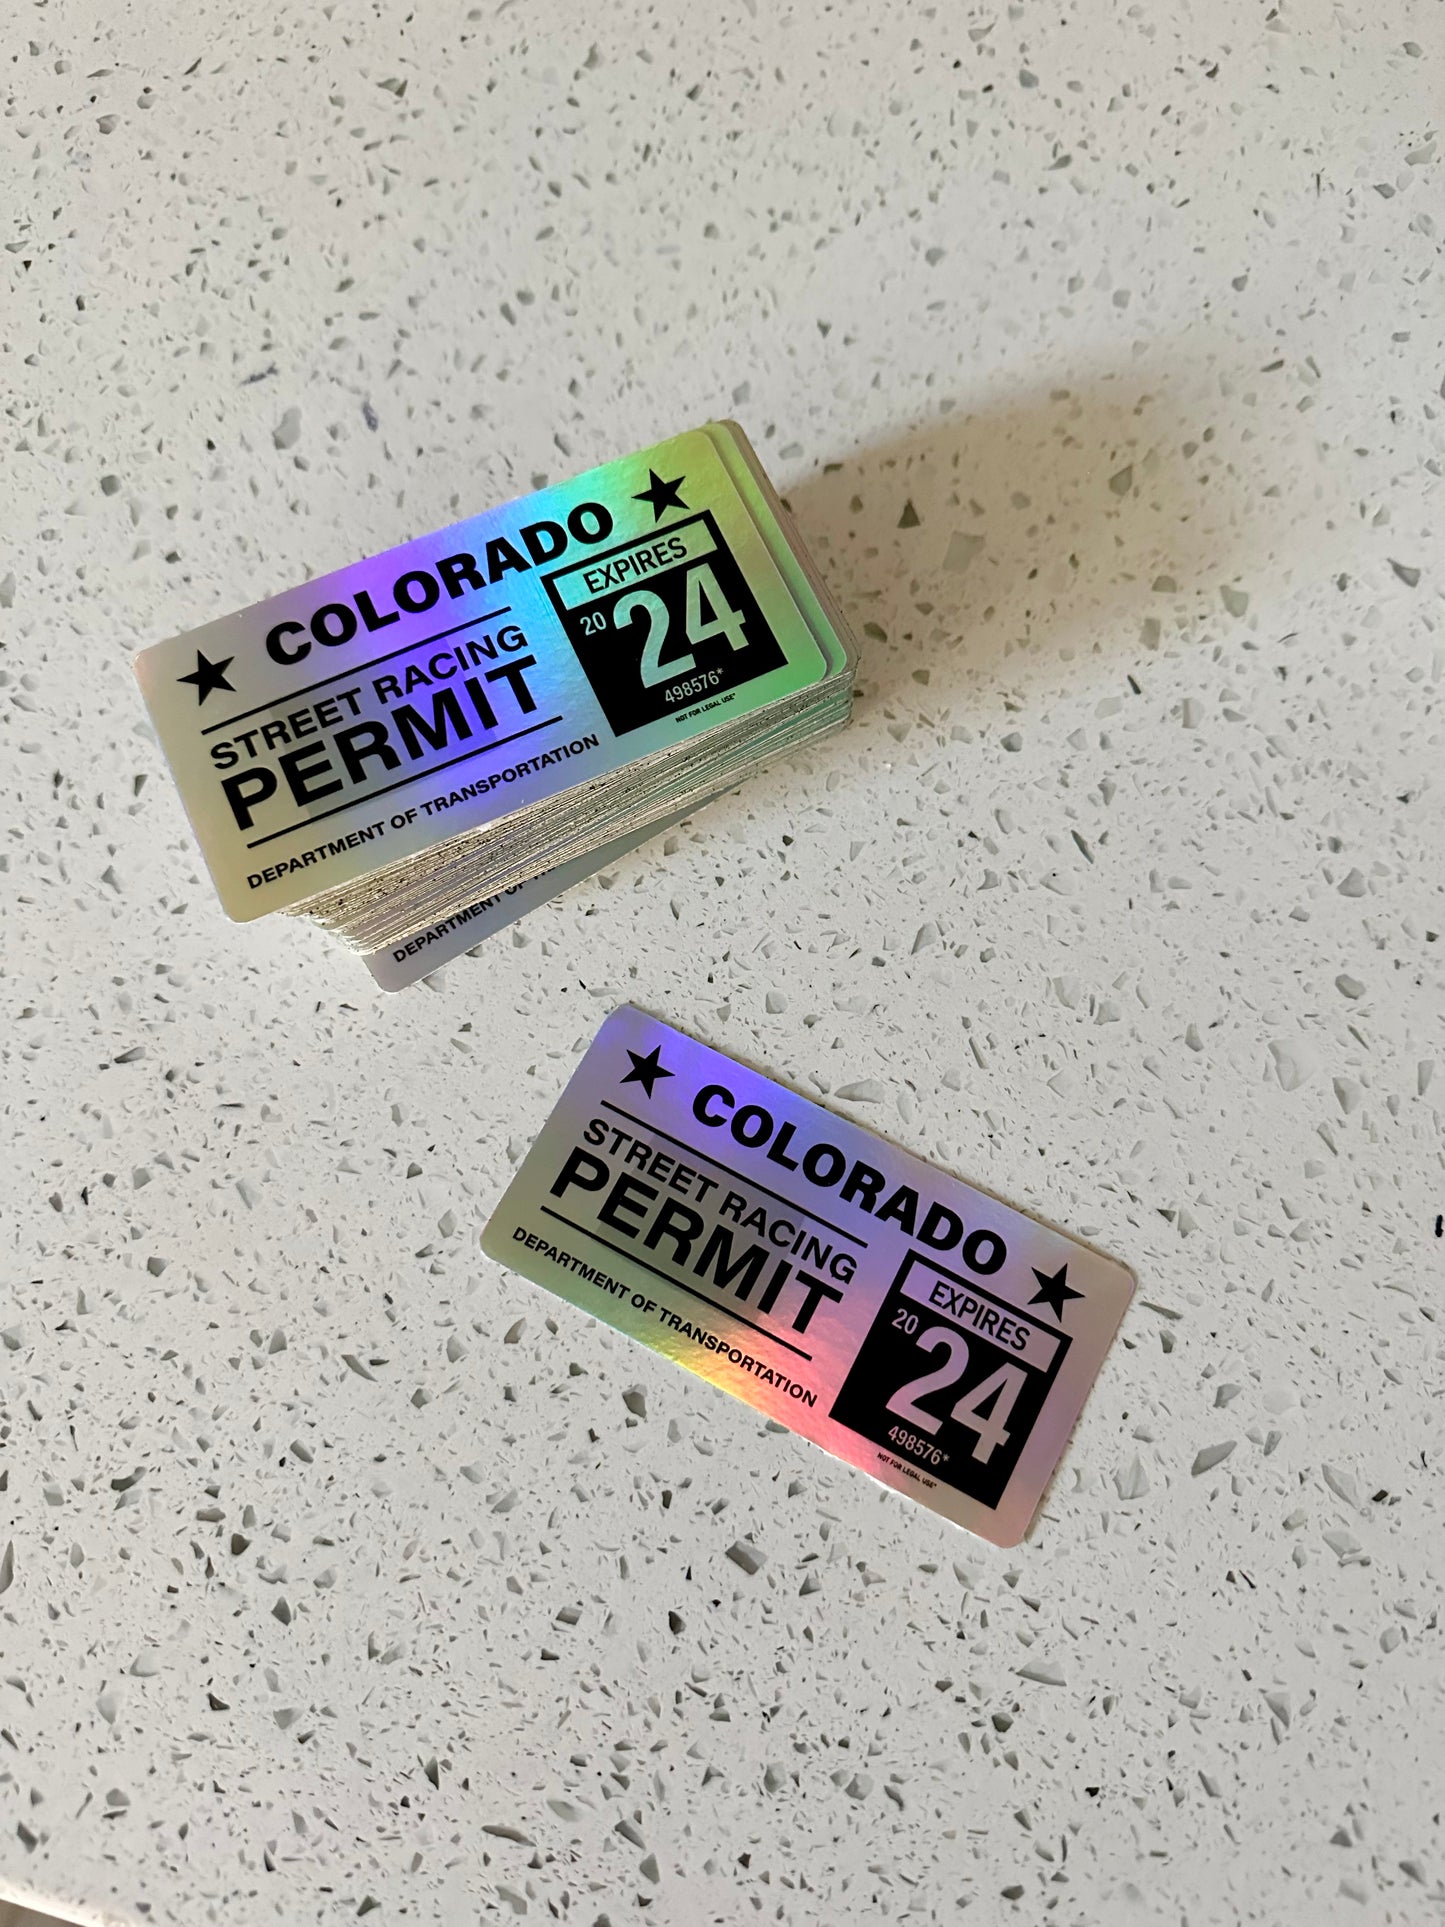 COLORADO
STREET RACING
PERMIT
DEPARTMENT OF TRANSPORTATION
EXPIRES
20 24
498576*
NOT FOR LEGAL USE*
DEPARTMENT OF
COLORADO
STREET RACING
PERMIT
DEPARTMENT OF TRANSPORTATION
EXPIRES
20 24
498576*
NOT FOR LEGAL USE*